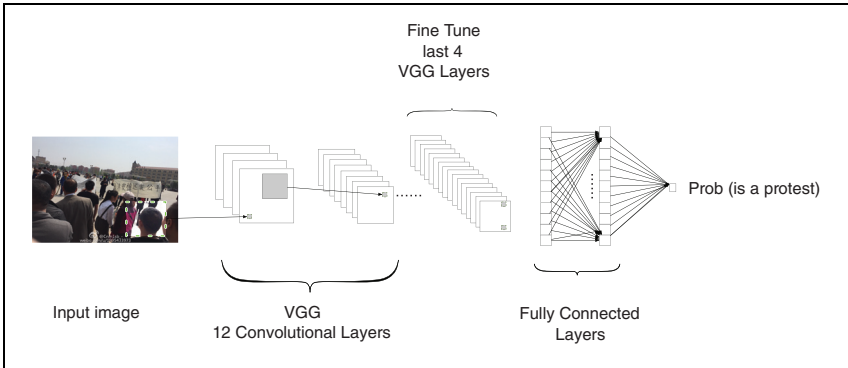 Fine Tune
last 4
VGG Layers
Prob (is a protest)
Input image
VGG
12 Convolutional Layers
Fully Connected
Layers